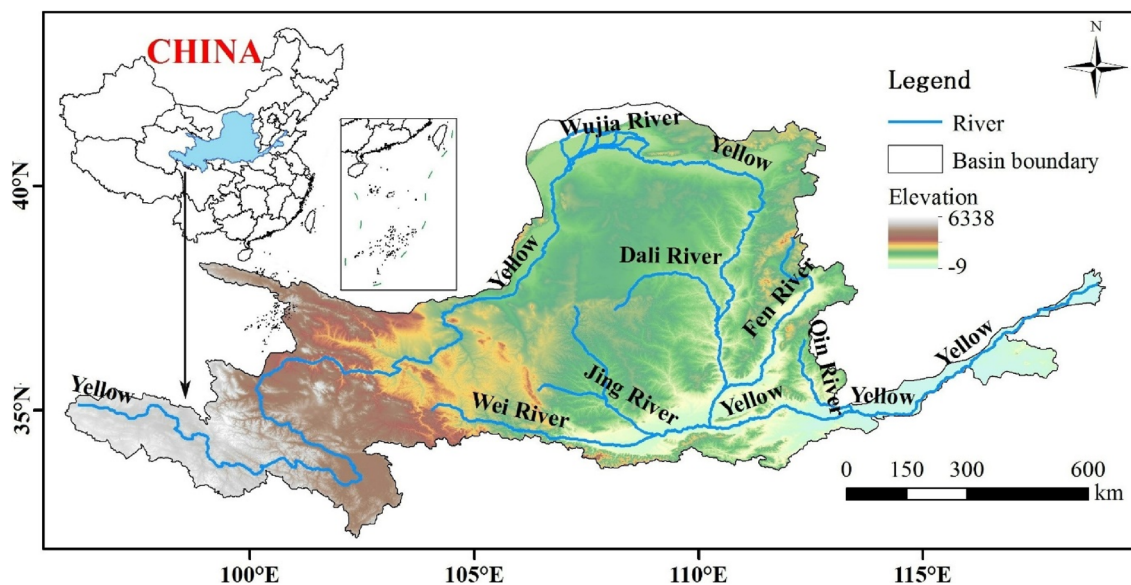 CHINA
N
Legend
River
Basin boundary
Elevation
6338
-9
Wujia River
Yellow
Yellow
Dali River
Fen River
Qin River
Yellow
Jing River
Wei River
Yellow
Yellow
Yellow
40°N
35°N
0 150 300 600
km
100°E 105°E 110°E 115°E